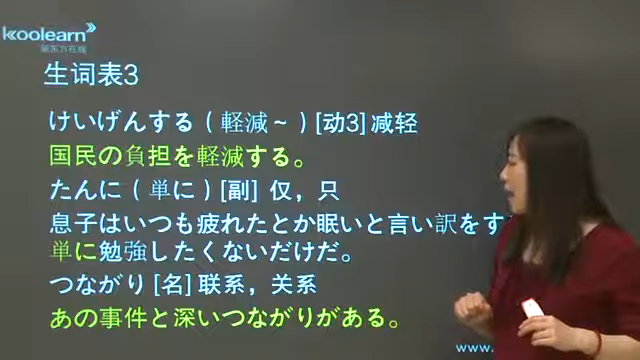 koolearn
新东方在线
生词表3
けいげんする(軽減~)[动3]减轻
国民の負担を軽減する。
たんに(単に)[副] 仅，只
息子はいつも疲れたとか眠いと言い訳をす
単に勉強したくないだけだ。
つながり[名]联系，关系
あの事件と深いつながりがある。
www.